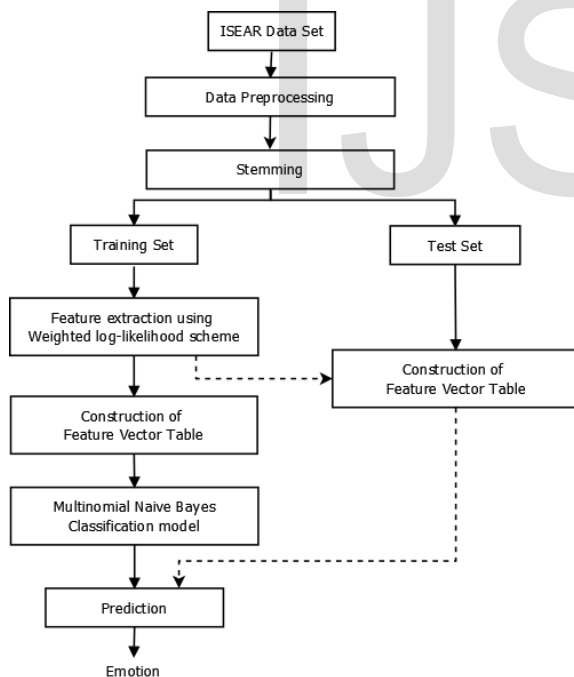 IJS
ISEAR Data Set
Data Preprocessing
Stemming
Training Set
Test Set
Feature extraction using
Weighted log-likelihood scheme
Construction of
Feature Vector Table
Construction of
Feature Vector Table
Multinomial Naive Bayes
Classification model
Prediction
Emotion